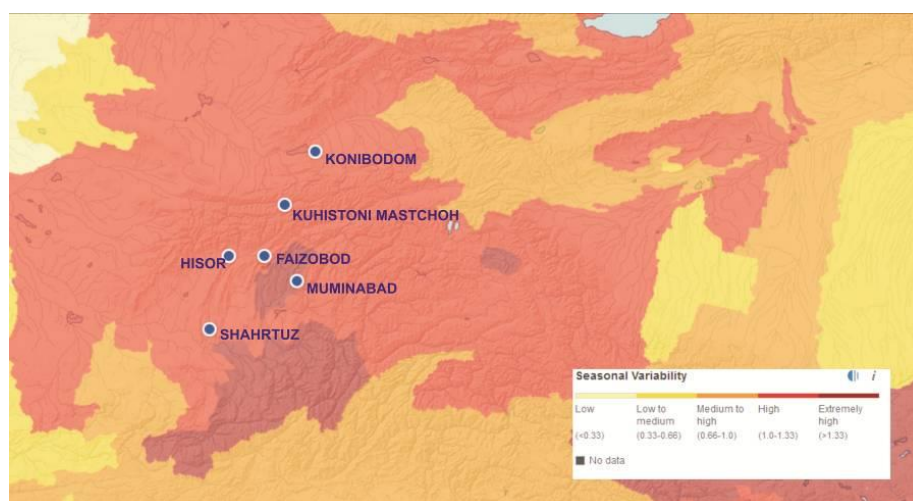 KONIBODOM
KUHISTONI MASTCHOH
HISOR
FAIZOBOD
MUMINABAD
SHAHRTUZ
Seasonal Variability i
Low
Low to
medium
Medium to
high
High
Extremely
high
(<0.33)
(0.33-0.66)
(0.66-1.0)
(1.0-1.33)
(>1.33)
No data